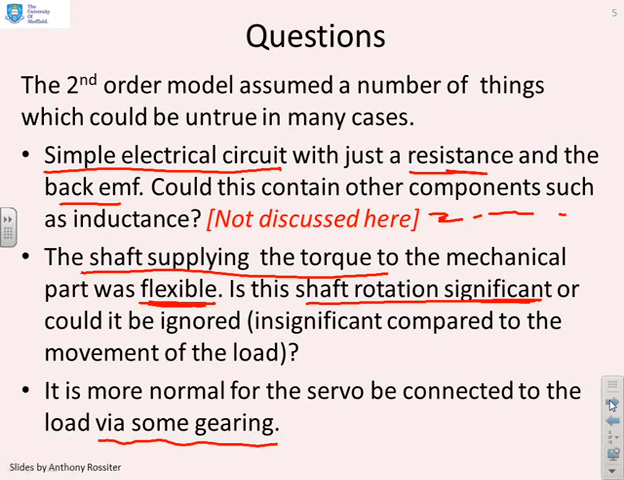 The
University
Of
Sheffield.
5
Questions
The 2nd order model assumed a number of things
which could be untrue in many cases.
• Simple electrical circuit with just a resistance and the
back emf. Could this contain other components such
as inductance? [Not discussed here]
• The shaft supplying the torque to the mechanical
part was flexible. Is this shaft rotation significant or
could it be ignored (insignificant compared to the
movement of the load)?
• It is more normal for the servo be connected to the
load via some gearing.
Slides by Anthony Rossiter